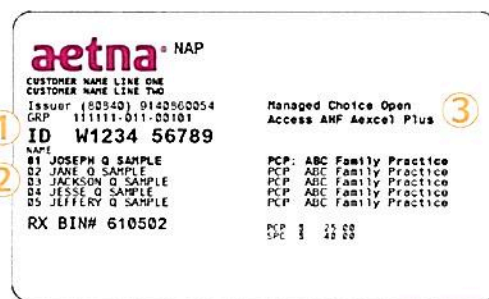 aetna® NAP
CUSTOMER NAME LINE ONE
CUSTOMER NAME LINE TWO
Issuer (80840) 9140860054
GRP 111111-011-00101
1
ID W1234 56789
NAME
01 JOSEPH Q SAMPLE
02 JANE Q SAMPLE
2
03 JACKSON Q SAMPLE
04 JESSE Q SAMPLE
05 JEFFERY Q SAMPLE
RX BIN# 610502
Managed Choice Open
Access AHF Aexcel Plus
3
PCP: ABC Family Practice
PCP ABC Family Practice
PCP ABC Family Practice
PCP ABC Family Practice
PCP ABC Family Practice
PCP $ 25 00
SPC $ 40 00